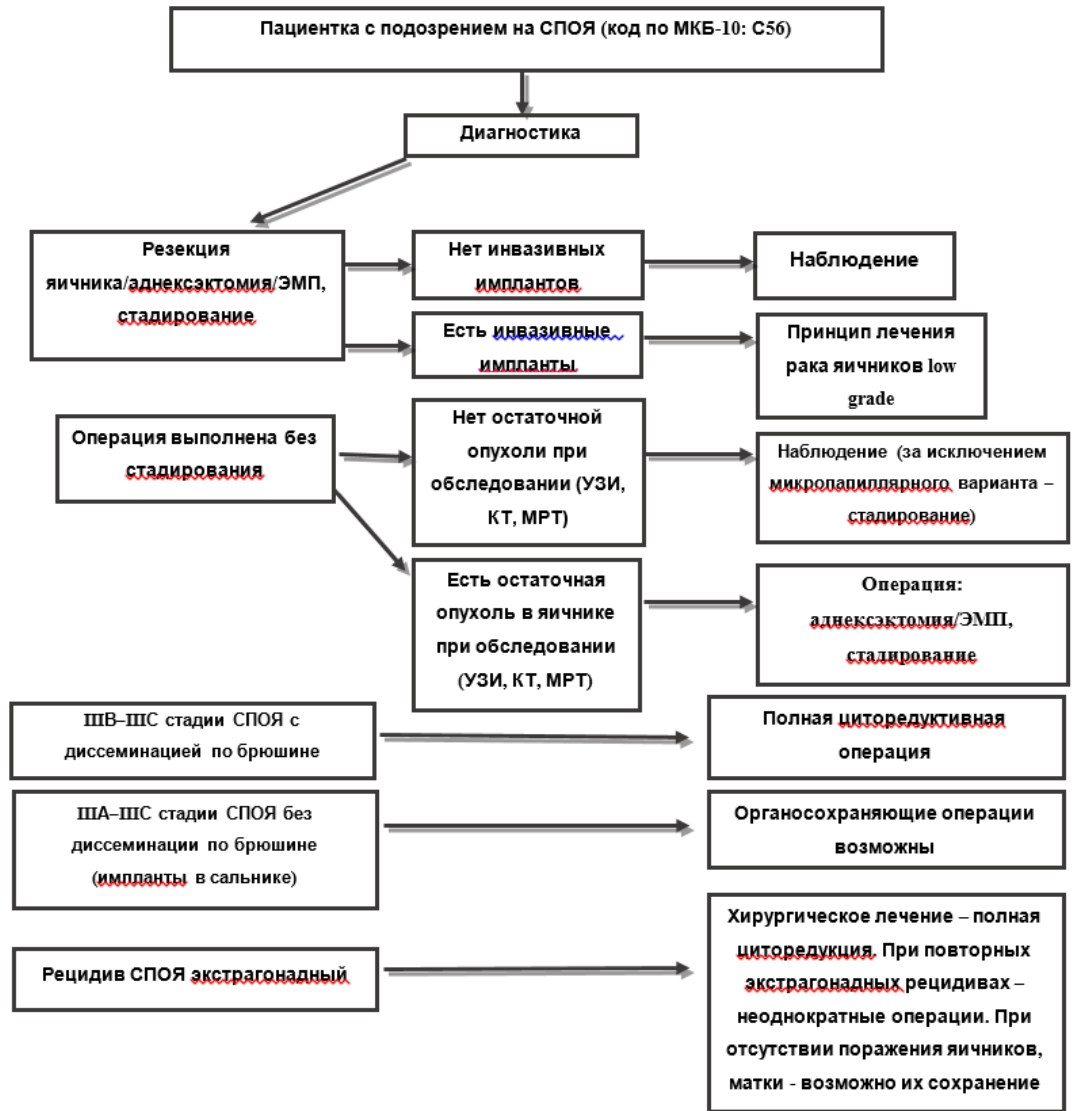 Пациентка с подозрением на СПОЯ (код по МКБ-10: C56)
Диагностика
Резекция
яичника/аднексэктомия/ЭМП,
стадирование
Нет инвазивных
имплантов
Наблюдение
Есть инвазивные
импланты
Принцип лечения
рака яичников low
grade
Операция выполнена без
стадирования
Нет остаточной
опухоли при
обследовании (УЗИ,
КТ, МРТ)
Наблюдение (за исключением
микропапиллярного варианта –
стадирование)
Есть остаточная
опухоль в яичнике
при обследовании
(УЗИ, КТ, МРТ)
Операция:
аднексэктомия/ЭМП,
стадирование
IIIB–IIIC стадии СПОЯ с
диссеминацией по брюшине
Полная циторедуктивная
операция
IIIA–IIIC стадии СПОЯ без
диссеминации по брюшине
(импланты в сальнике)
Органосохраняющие операции
возможны
Рецидив СПОЯ экстрагонадный
Хирургическое лечение – полная
циторедукция. При повторных
экстрагонадных рецидивах –
неоднократные операции. При
отсутствии поражения яичников,
матки - возможно их сохранение